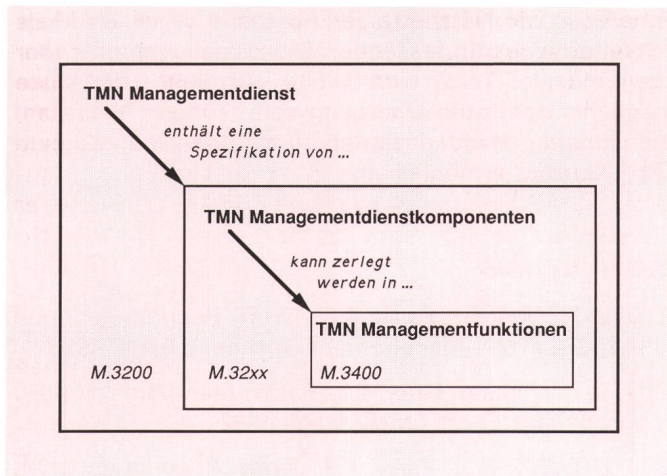 TMN Managementdienst
enthält eine
Spezifikation von ...
TMN Managementdienstkomponenten
kann zerlegt
werden in ...
TMN Managementfunktionen
M.3200
M.32xx
M.3400